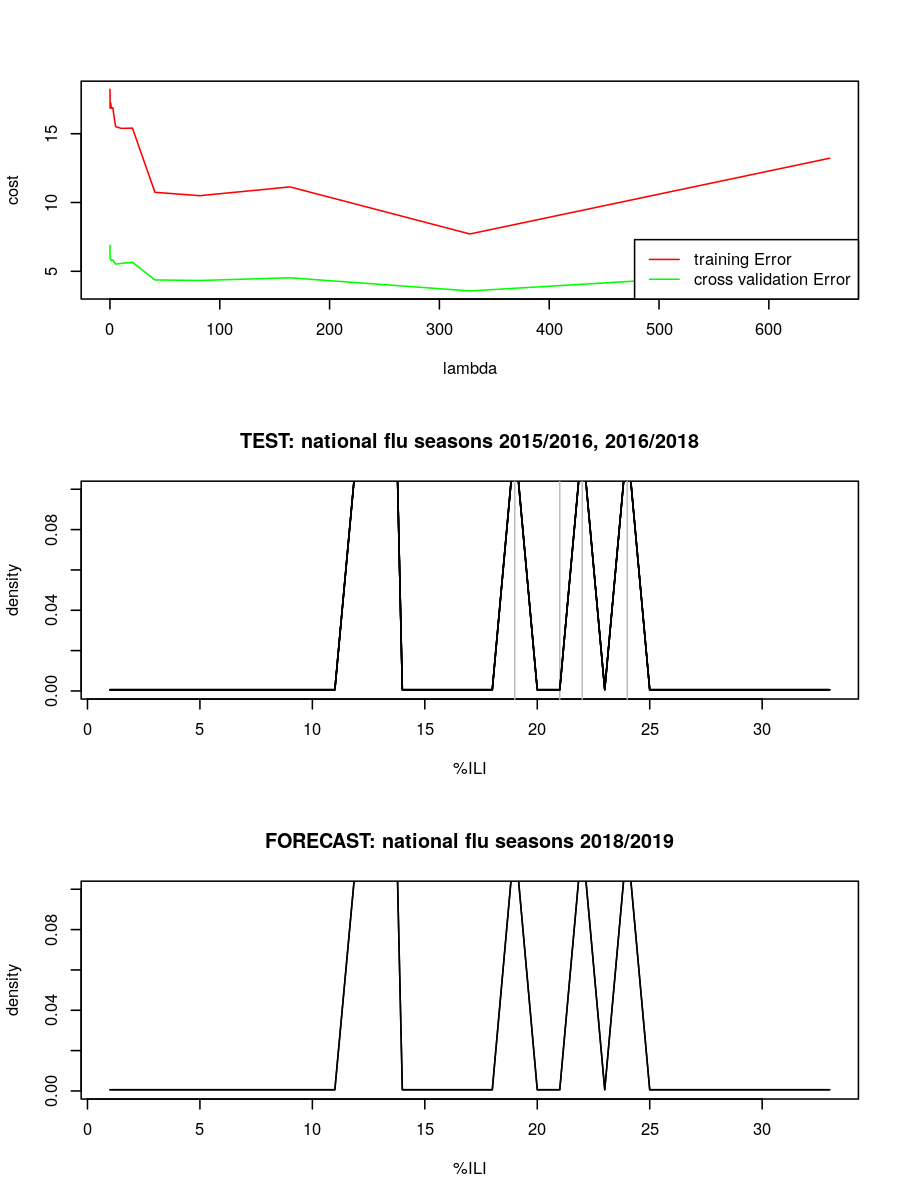 cost
15
10
5
training Error
cross validation Error
0 100 200 300 400 500 600
lambda
TEST: national flu seasons 2015/2016, 2016/2018
density
0.08
0.04
0.00
0 5 10 15 20 25 30
%ILI
FORECAST: national flu seasons 2018/2019
density
0.08
0.04
0.00
0 5 10 15 20 25 30
%ILI